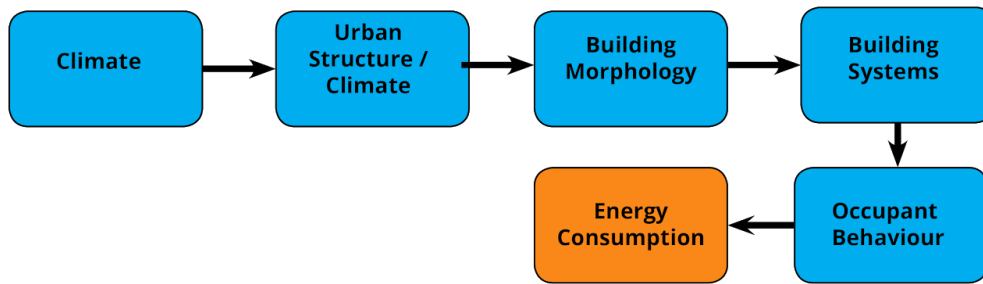 Climate
Urban
Structure /
Climate
Building
Morphology
Building
Systems
Energy
Consumption
Occupant
Behaviour